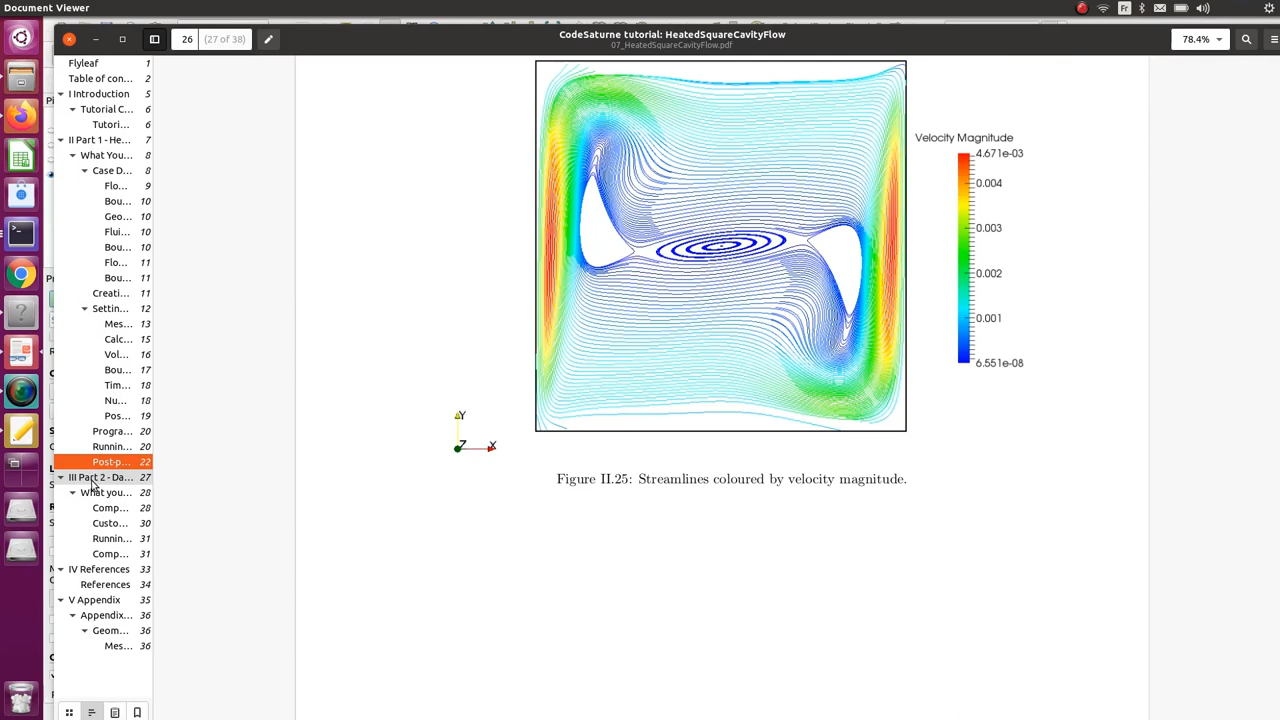 Document Viewer
Fr
CodeSaturne tutorial: HeatedSquareCavityFlow
07_HeatedSquareCavityFlow.pdf
26 (27 of 38)
78.4%
Flyleaf 1
Table of con... 2
I Introduction 5
Tutorial C... 6
Tutori... 6
II Part 1 - He... 7
What You... 8
Case D... 8
Flo... 9
Bou... 10
Geo... 10
Flui... 10
Bou... 10
Flo... 11
Bou... 11
Creati... 11
Settin... 12
Mes... 13
Calc... 15
Vol... 16
Bou... 17
Tim... 18
Nu... 18
Pos... 19
Progra... 20
Runnin... 20
Post-p... 22
III Part 2 - Da... 27
What you... 28
Comp... 28
Custo... 30
Runnin... 31
Comp... 31
IV References 33
References 34
V Appendix 35
Appendix... 36
Geom... 36
Mes... 36
Velocity Magnitude
4.671e-03
0.004
0.003
0.002
0.001
6.551e-08
Y
Z
X
Figure II.25: Streamlines coloured by velocity magnitude.